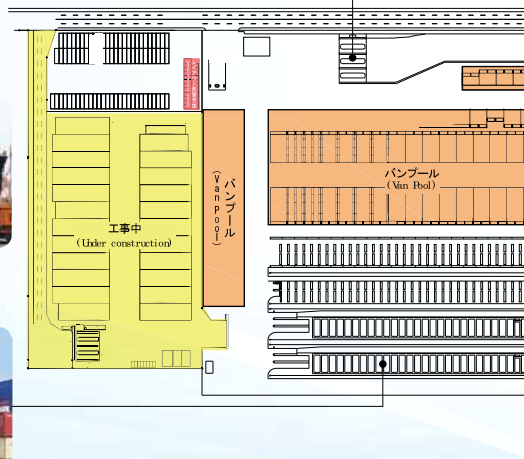 工事中
(Under construction)
バンプール
(Van pool)
バンプール
(Van Pool)